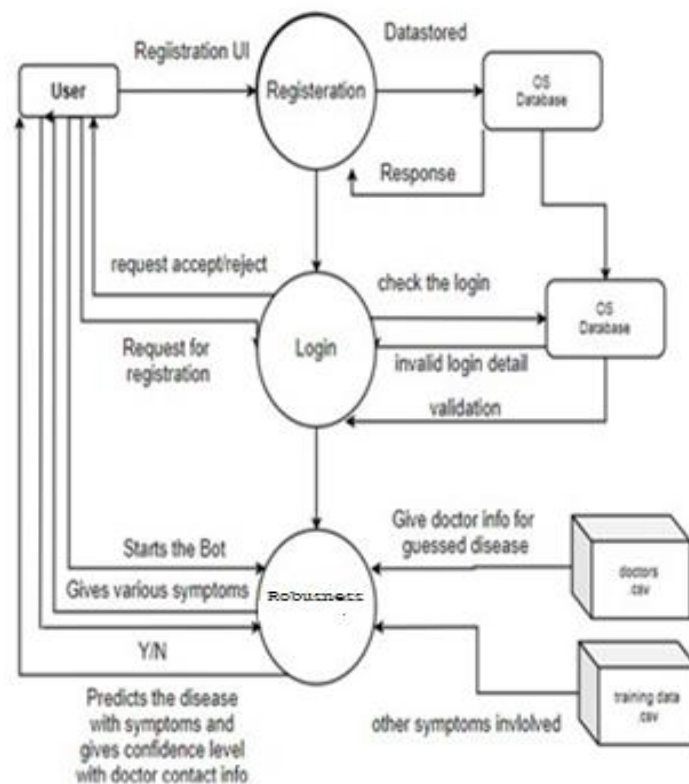 Regiistration UI
Datastored
User
Registeration
OS
Database
Response
request accept/reject
check the login
OS
Database
Login
Request for
registration
invalid login detail
validation
Give doctor info for
guessed disease
Starts the Bot
doctors
.csv
Gives various symptoms
Robusness
Y/N
Predicts the disease
with symptoms and
gives confidence level
with doctor contact info
other symptoms invlolved
training data
.csv